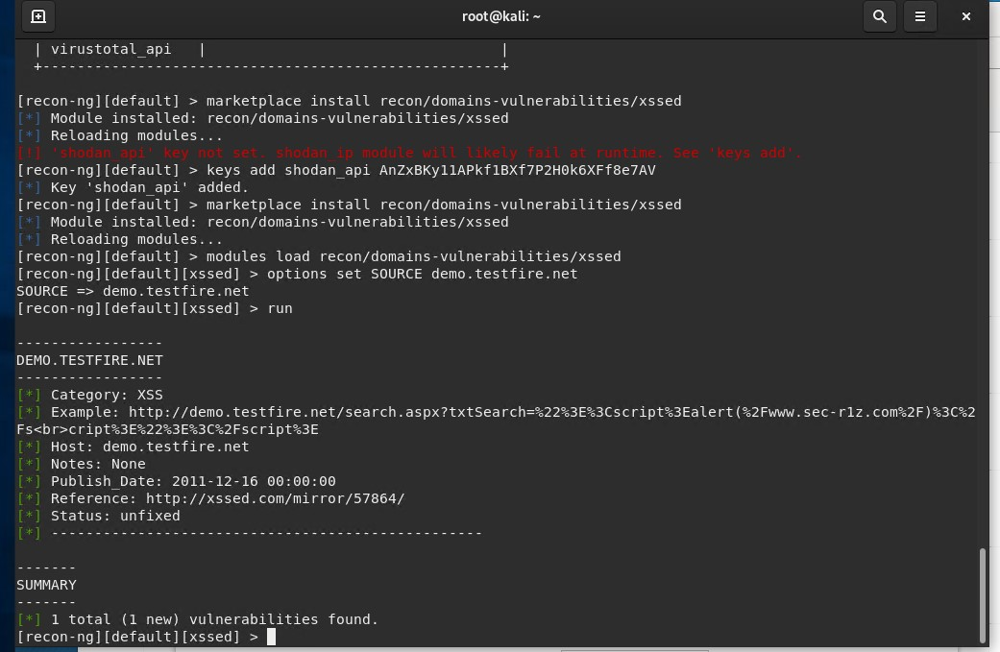 root@kali: ~
| virustotal_api   |                                   |
+-----------------------------------------------------+
[recon-ng][default] > marketplace install recon/domains-vulnerabilities/xssed
[*] Module installed: recon/domains-vulnerabilities/xssed
[*] Reloading modules...
[!] 'shodan_api' key not set. shodan_ip module will likely fail at runtime. See 'keys add'.
[recon-ng][default] > keys add shodan_api AnZxBKy11APkf1BXf7P2H0k6XFf8e7AV
[*] Key 'shodan_api' added.
[recon-ng][default] > marketplace install recon/domains-vulnerabilities/xssed
[*] Module installed: recon/domains-vulnerabilities/xssed
[*] Reloading modules...
[recon-ng][default] > modules load recon/domains-vulnerabilities/xssed
[recon-ng][default][xssed] > options set SOURCE demo.testfire.net
SOURCE => demo.testfire.net
[recon-ng][default][xssed] > run
-----------------
DEMO.TESTFIRE.NET
-----------------
[*] Category: XSS
[*] Example: http://demo.testfire.net/search.aspx?txtSearch=%22%3E%3Cscript%3Ealert(%2Fwww.sec-r1z.com%2F)%3C%2
Fs<br>cript%3E%22%3E%3C%2Fscript%3E
[*] Host: demo.testfire.net
[*] Notes: None
[*] Publish_Date: 2011-12-16 00:00:00
[*] Reference: http://xssed.com/mirror/57864/
[*] Status: unfixed
[*] --------------------------------------------------
-------
SUMMARY
-------
[*] 1 total (1 new) vulnerabilities found.
[recon-ng][default][xssed] >